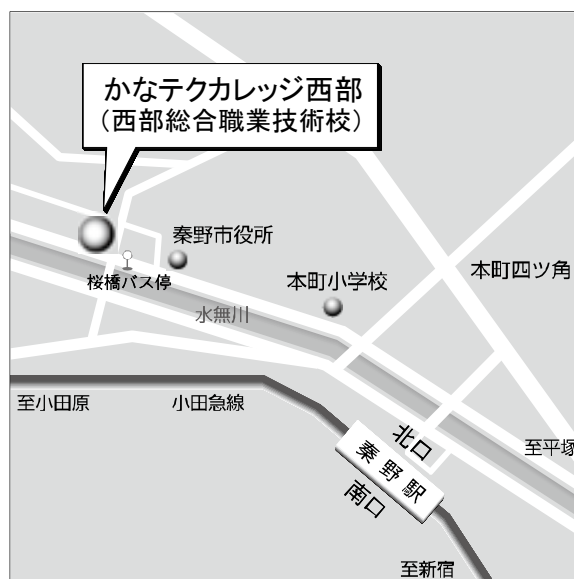 かなテクカレッジ西部
(西部総合職業技術校)
秦野市役所
桜橋バス停
本町小学校
本町四ツ角
水無川
至小田原
小田急線
北口
秦野駅
南口
至平塚
至新宿